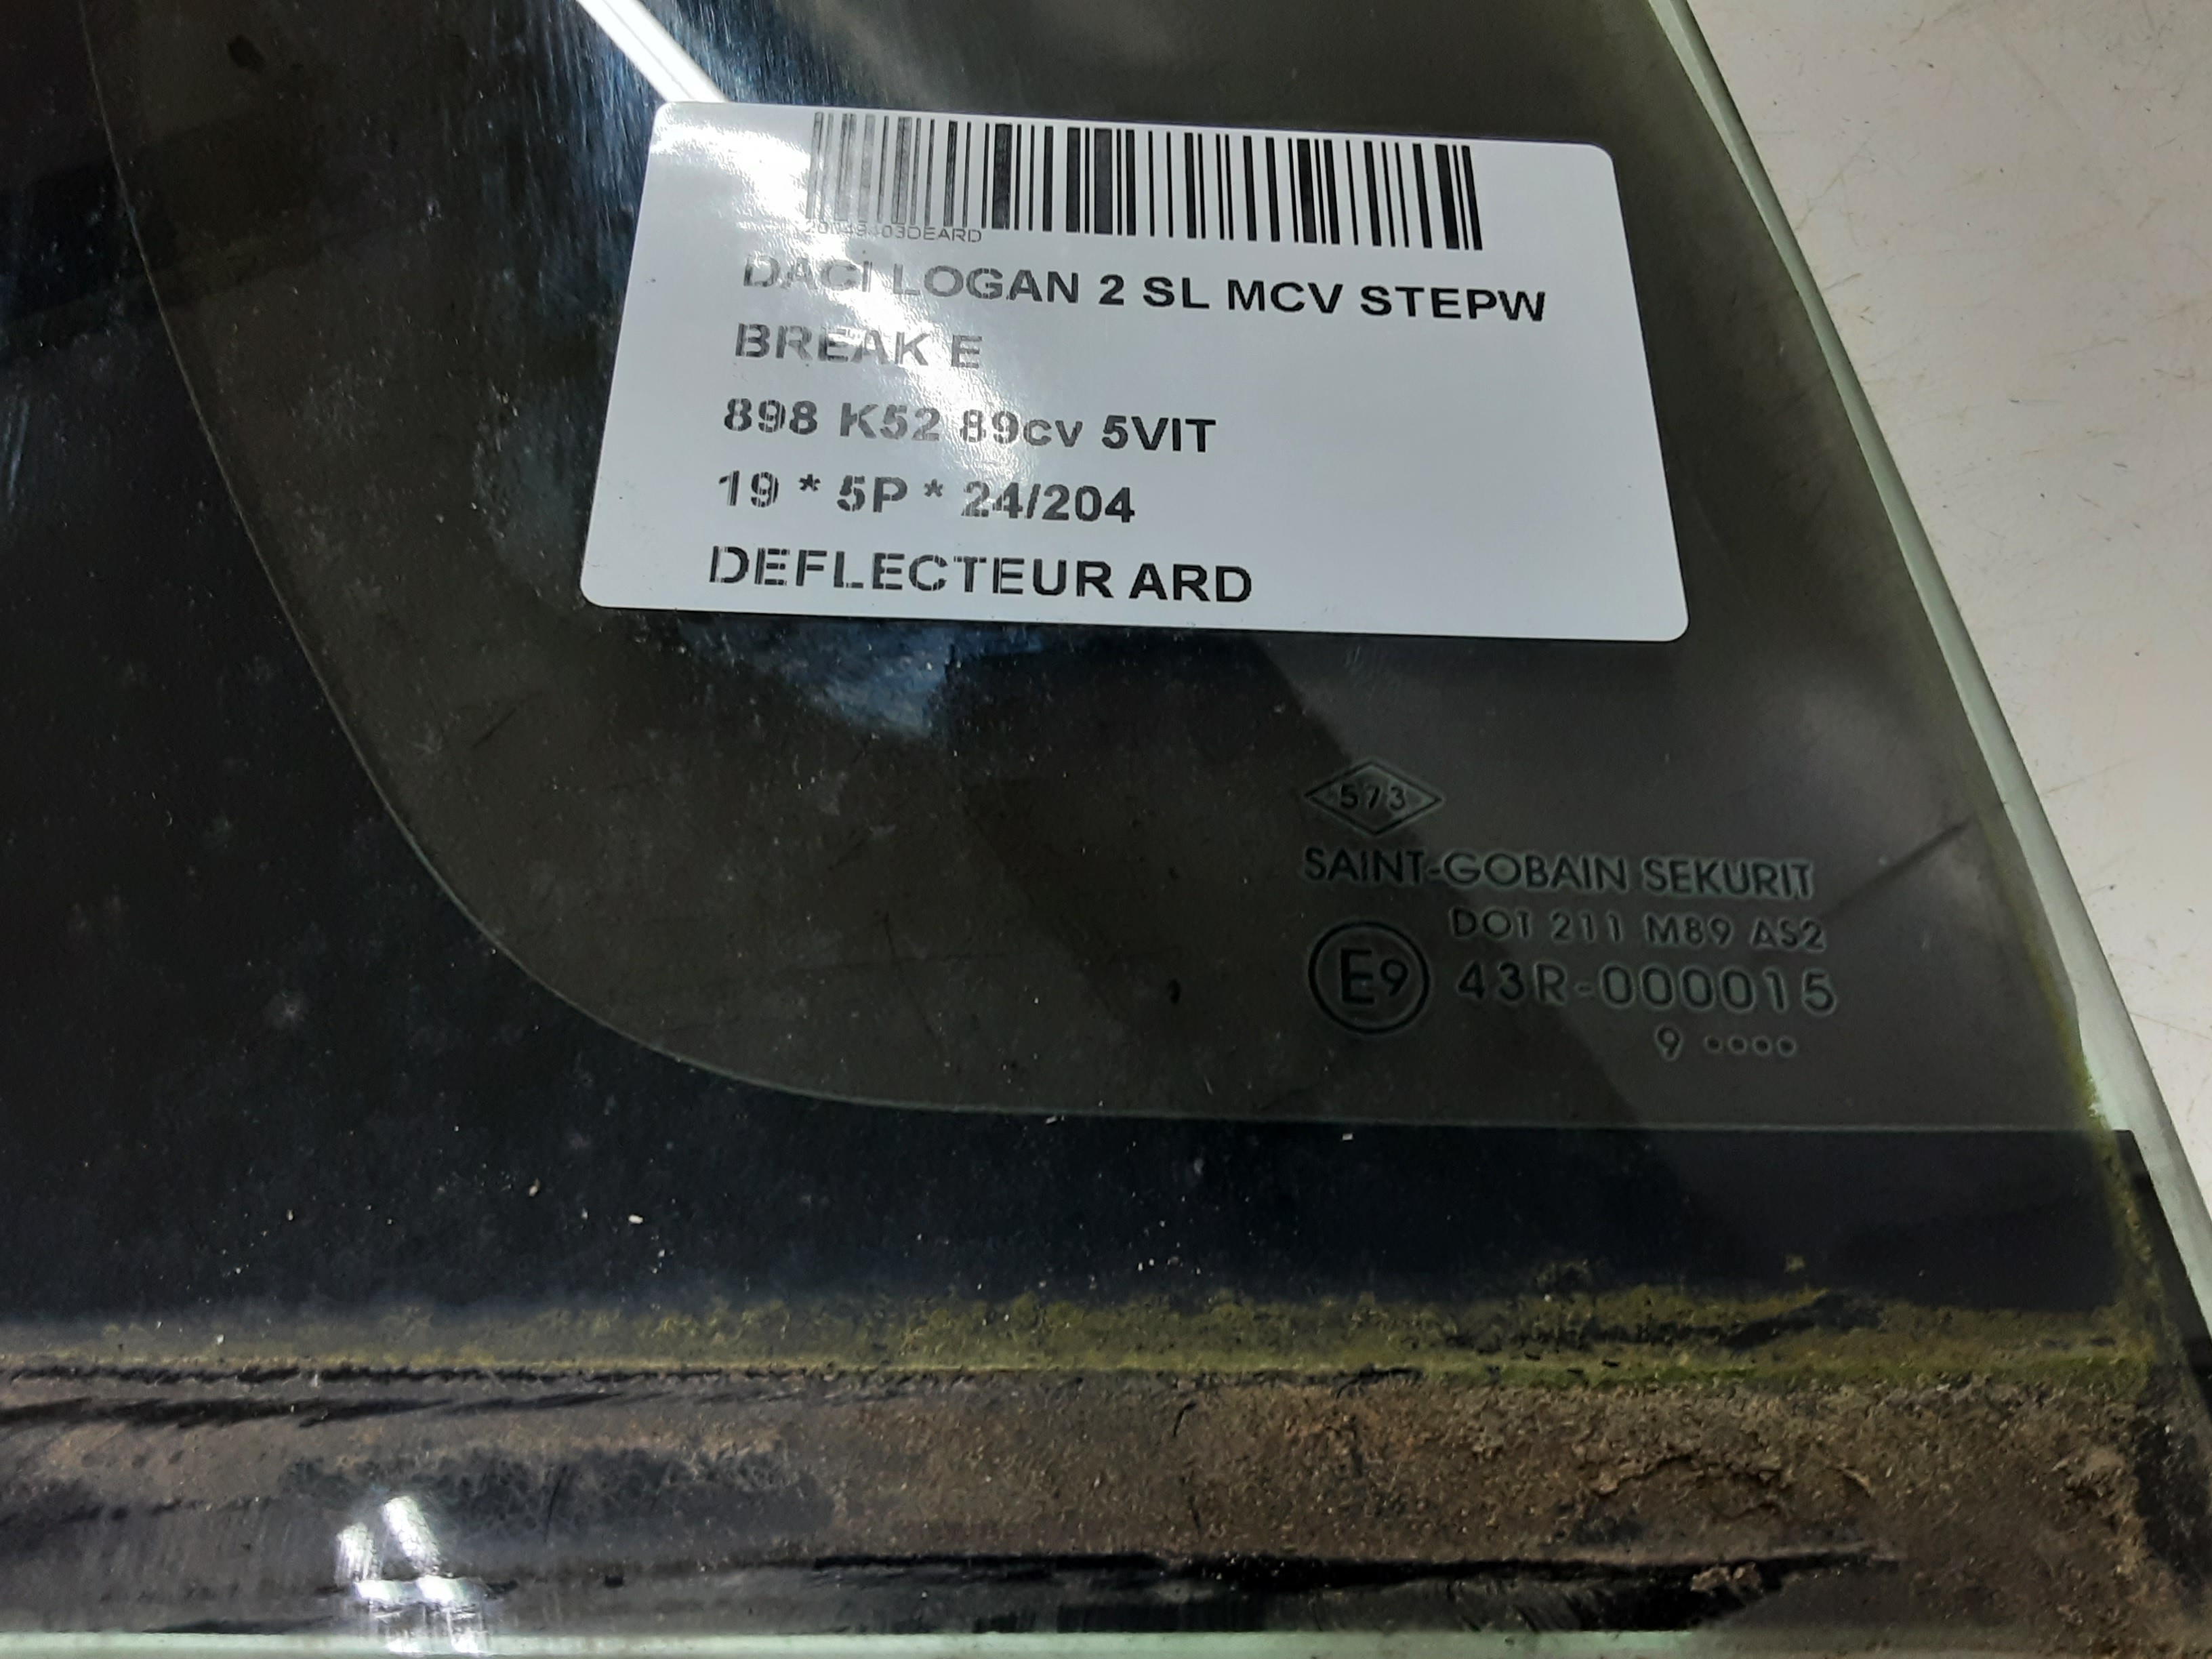 DACI LOGAN 2 SL MCV STEPW
BREAK E
898 K52 89cv 5VIT
19 * 5P * 24/204
DEFLECTEUR ARD
573
SAINT-GOBAIN SEKURIT
DOT 211 M89 AS2
E9 43R-000015
9 ••••